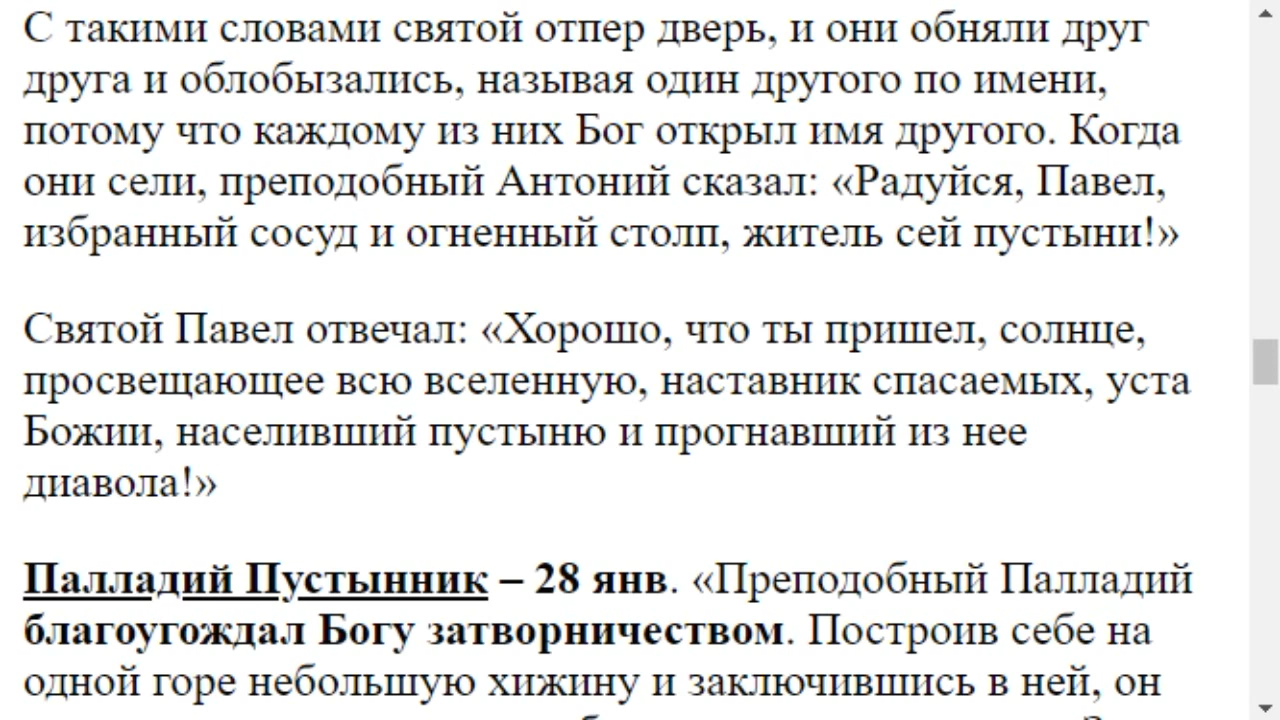 С такими словами святой отпер дверь, и они обняли друг
друга и облобызались, называя один другого по имени,
потому что каждому из них Бог открыл имя другого. Когда
они сели, преподобный Антоний сказал: «Радуйся, Павел,
избранный сосуд и огненный столп, житель сей пустыни!»
Святой Павел отвечал: «Хорошо, что ты пришел, солнце,
просвещающее всю вселенную, наставник спасаемых, уста
Божии, населивший пустыню и прогнавший из нее
диавола!»
Палладий Пустынник – 28 янв. «Преподобный Палладий
благоугождал Богу затворничеством. Построив себе на
одной горе небольшую хижину и заключившись в ней, он